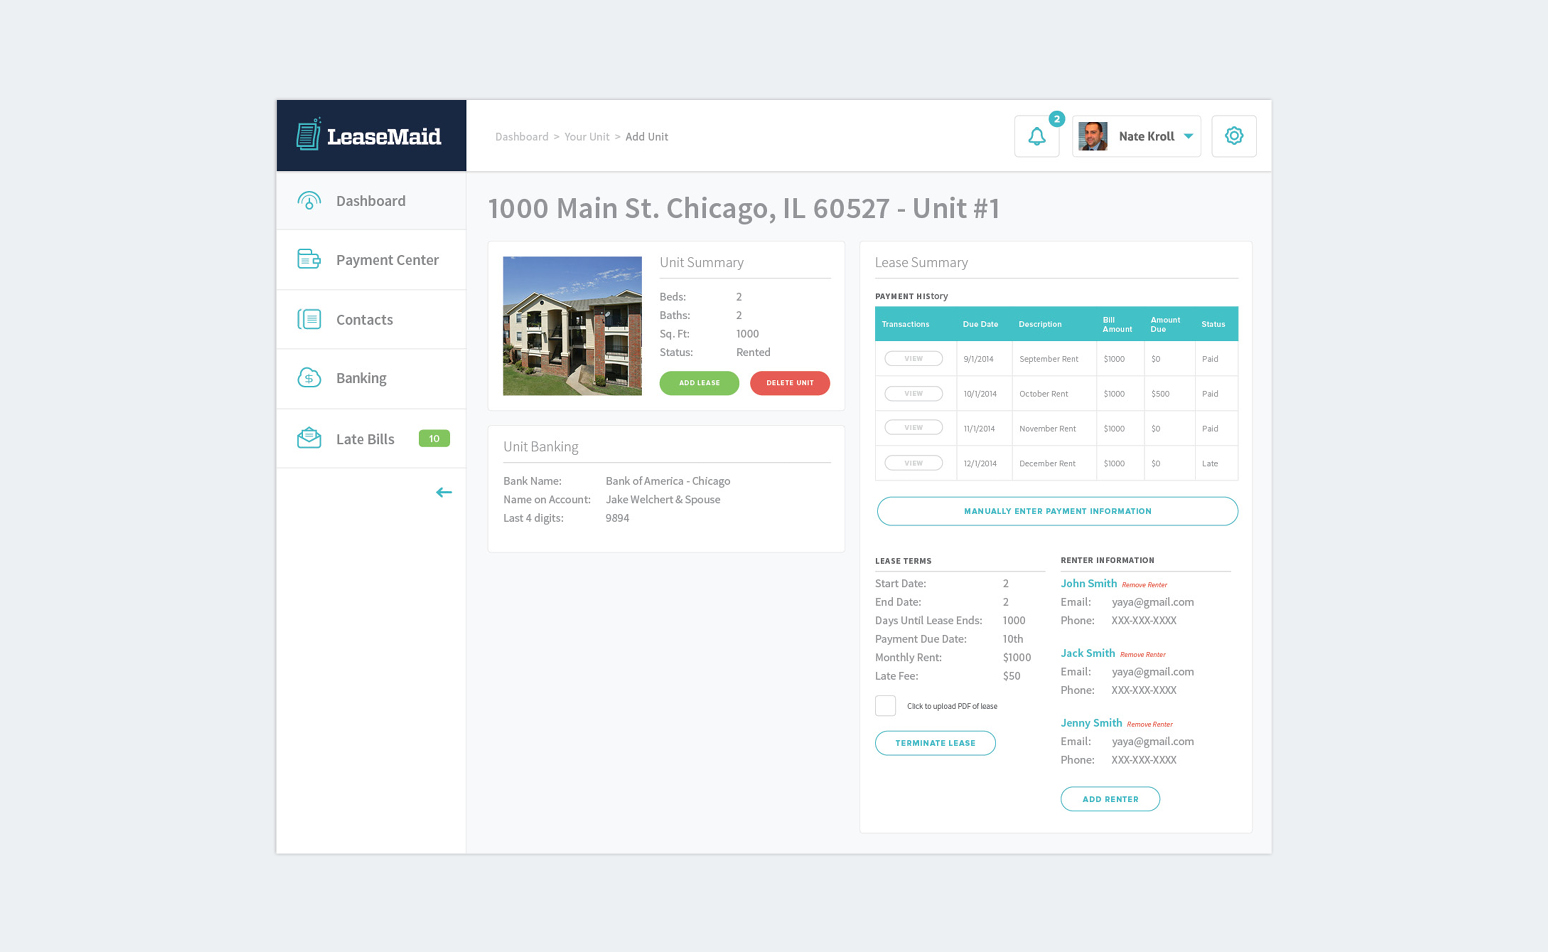 LeaseMaid
Dashboard > Your Unit > Add Unit
2
Nate Kroll
Dashboard
Payment Center
Contacts
Banking
Late Bills 10
1000 Main St. Chicago, IL 60527 - Unit #1
Unit Summary
Beds: 2
Baths: 2
Sq. Ft: 1000
Status: Rented
ADD LEASE DELETE UNIT
Unit Banking
Bank Name: Bank of America - Chicago
Name on Account: Jake Welchert & Spouse
Last 4 digits: 9894
Lease Summary
PAYMENT HIStory
Transactions Due Date Description Bill Amount Amount Due Status
VIEW 9/1/2014 September Rent $1000 $0 Paid
VIEW 10/1/2014 October Rent $1000 $500 Paid
VIEW 11/1/2014 November Rent $1000 $0 Paid
VIEW 12/1/2014 December Rent $1000 $0 Late
MANUALLY ENTER PAYMENT INFORMATION
LEASE TERMS
Start Date: 2
End Date: 2
Days Until Lease Ends: 1000
Payment Due Date: 10th
Monthly Rent: $1000
Late Fee: $50
Click to upload PDF of lease
TERMINATE LEASE
RENTER INFORMATION
John Smith Remove Renter
Email: yaya@gmail.com
Phone: XXX-XXX-XXXX
Jack Smith Remove Renter
Email: yaya@gmail.com
Phone: XXX-XXX-XXXX
Jenny Smith Remove Renter
Email: yaya@gmail.com
Phone: XXX-XXX-XXXX
ADD RENTER